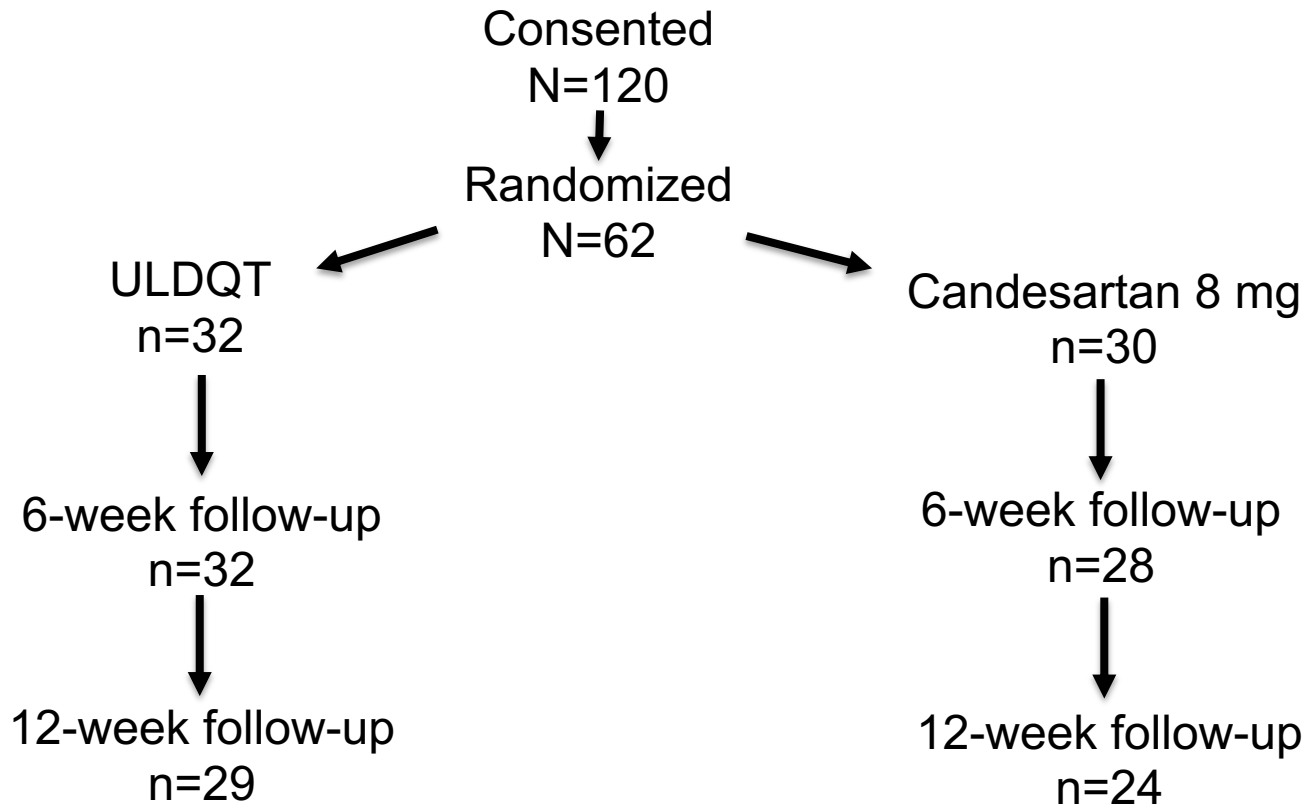 Consented
N=120
Randomized
N=62
ULDQT
n=32
Candesartan 8 mg
n=30
6-week follow-up
n=32
6-week follow-up
n=28
12-week follow-up
n=29
12-week follow-up
n=24